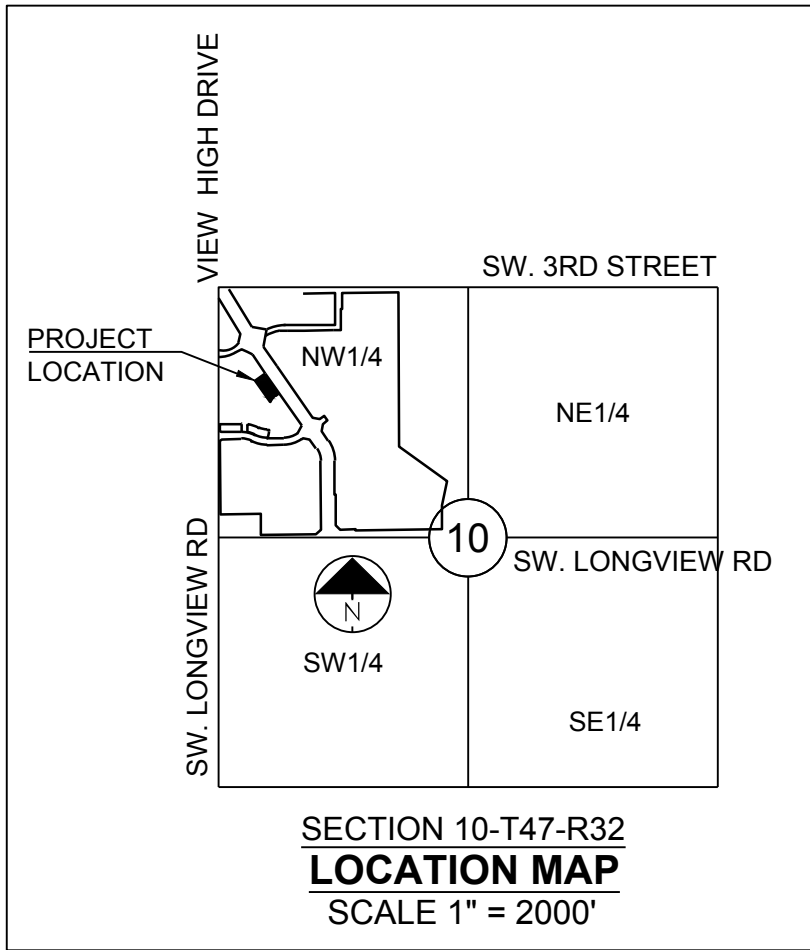 VIEW HIGH DRIVE
SW. 3RD STREET
PROJECT
LOCATION
NW1/4
NE1/4
10
SW. LONGVIEW RD
SW. LONGVIEW RD
N
SW1/4
SE1/4
SECTION 10-T47-R32
LOCATION MAP
SCALE 1" = 2000'